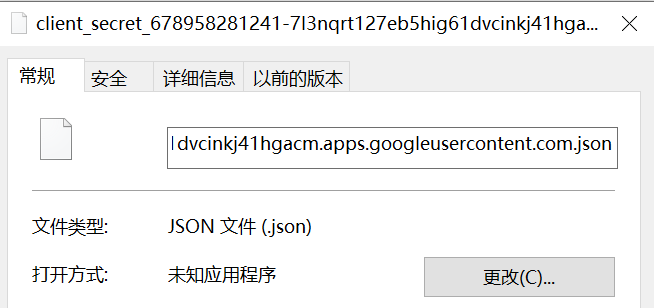 client_secret_678958281241-7l3nqrt127eb5hig61dvcinkj41hga...
常规 安全 详细信息 以前的版本
dvcinkj41hgacm.apps.googleusercontent.com.json
文件类型: JSON 文件 (.json)
打开方式: 未知应用程序 更改(C)...